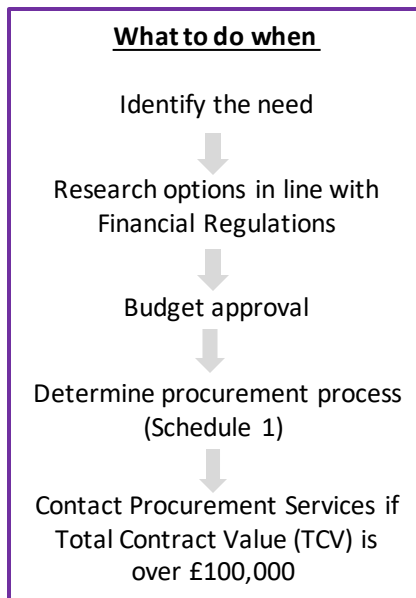 What to do when
Identify the need
Research options in line with
Financial Regulations
Budget approval
Determine procurement process
(Schedule 1)
Contact Procurement Services if
Total Contract Value (TCV) is
over £100,000